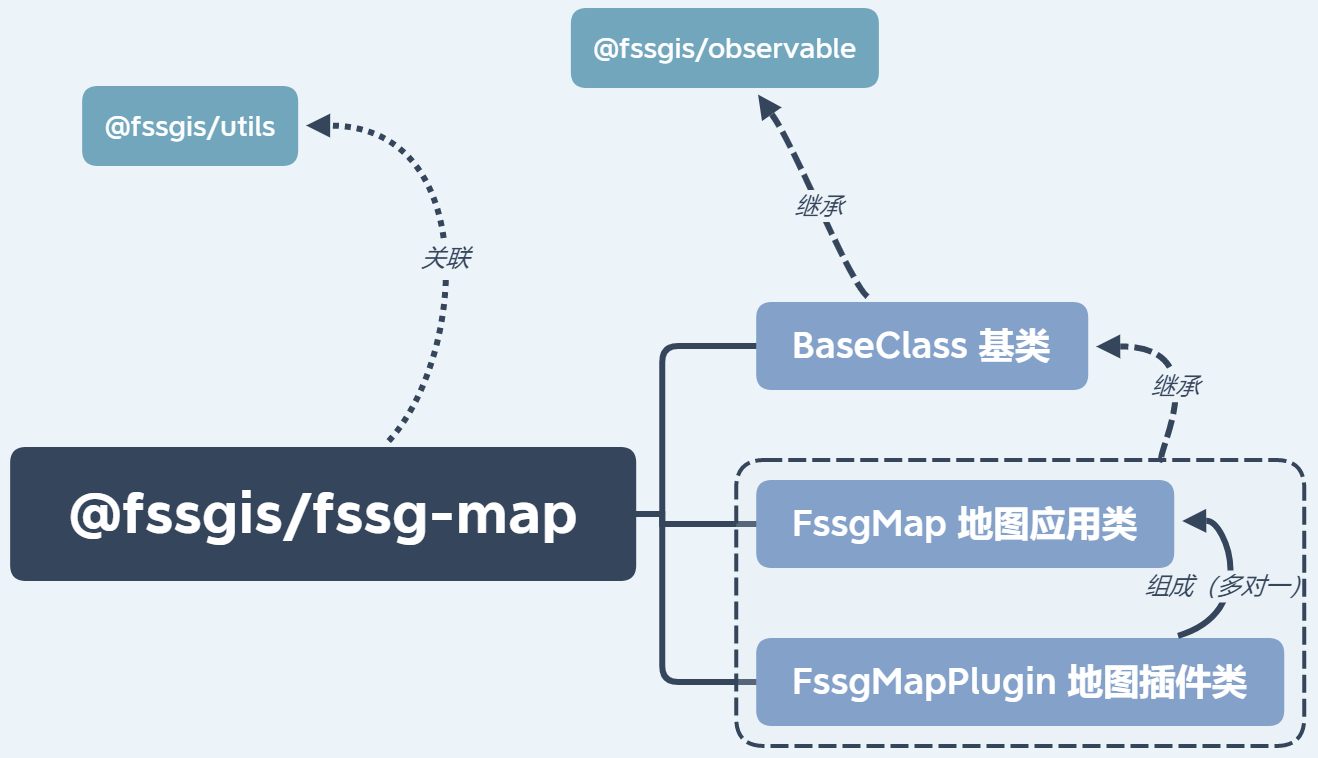 @fssgis/observable
@fssgis/utils
继承
关联
BaseClass 基类
继承
@fssgis/fssg-map
FssgMap 地图应用类
组成（多对一）
FssgMapPlugin 地图插件类